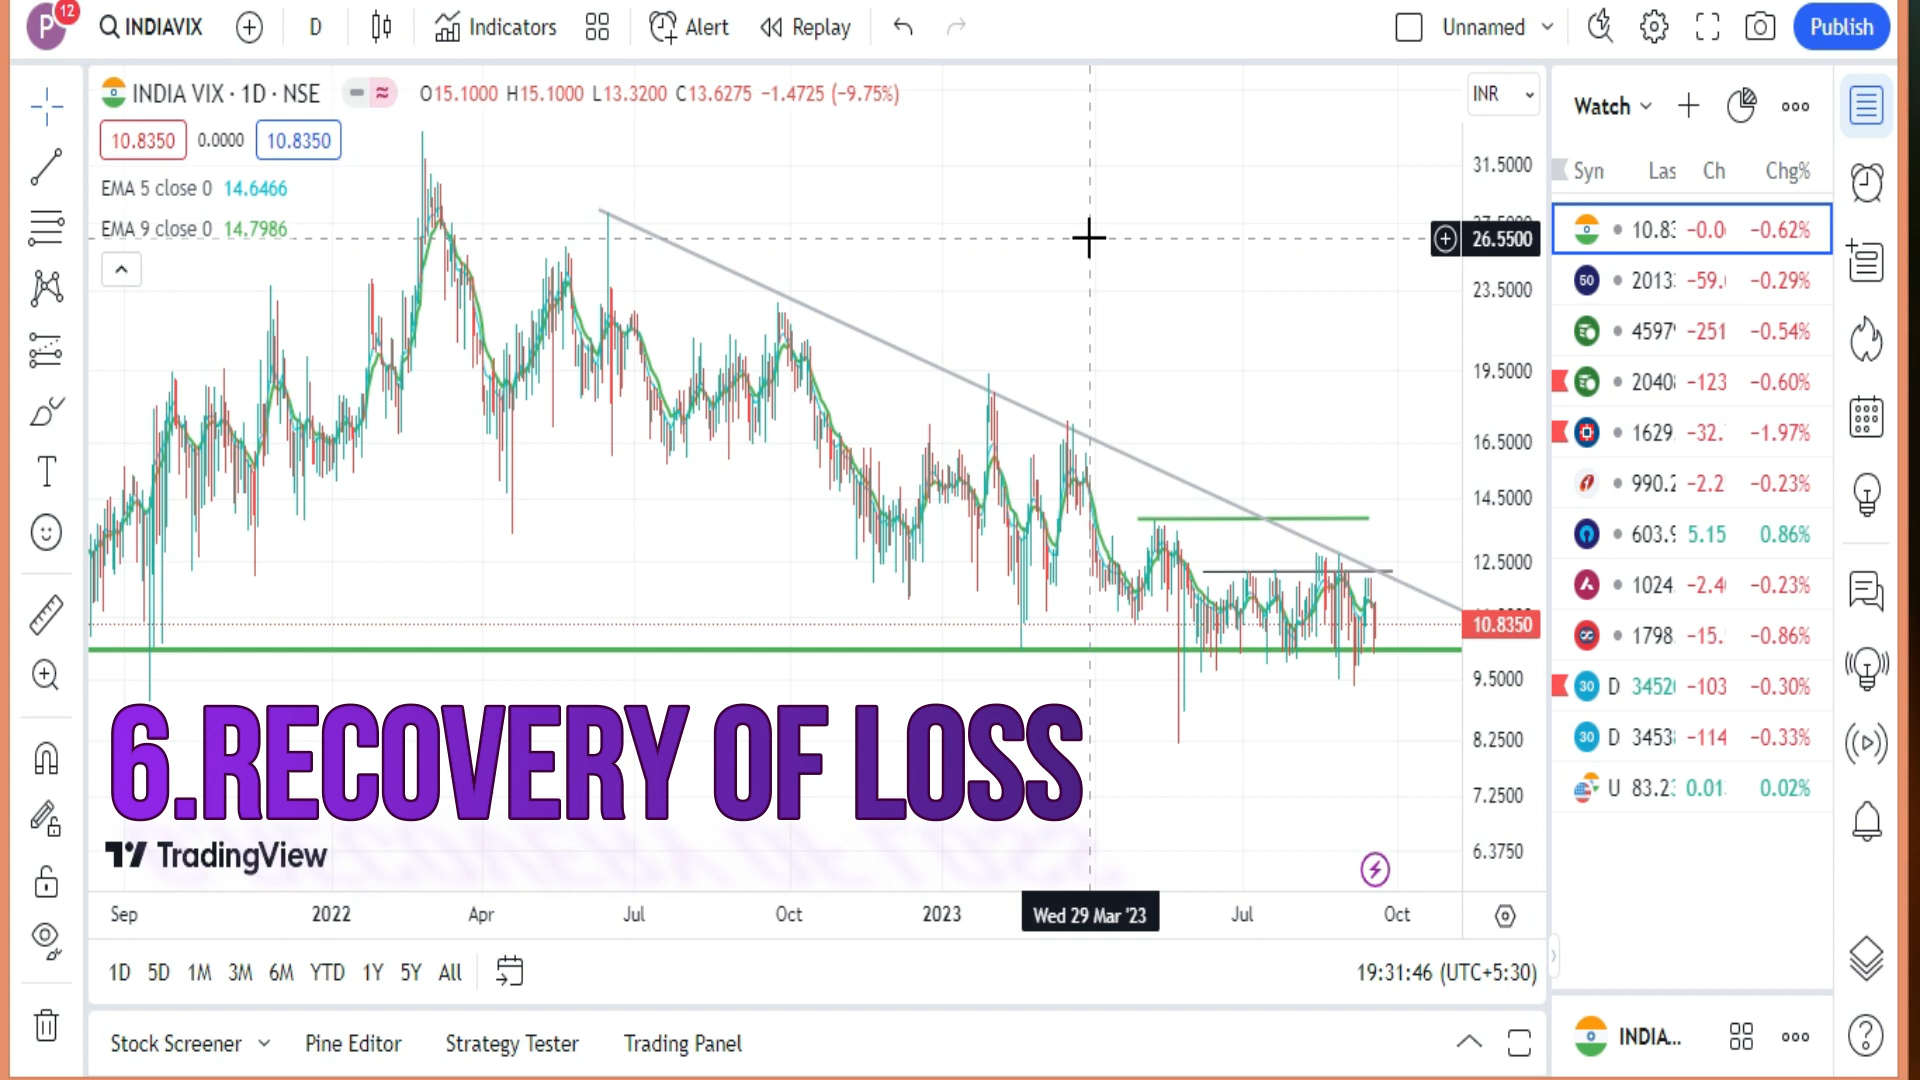 P 12 INDIAVIX D Indicators Alert Replay Unnamed Publish
INDIA VIX · 1D · NSE O15.1000 H15.1000 L13.3200 C13.6275 −1.4725 (−9.75%)
10.8350 0.0000 10.8350
EMA 5 close 0 14.6466
EMA 9 close 0 14.7986
INR
31.5000
26.5500
23.5000
19.5000
16.5000
14.5000
12.5000
10.8350
9.5000
8.2500
7.2500
6.3750
6.RECOVERY OF LOSS
TradingView
Sep 2022 Apr Jul Oct 2023 Wed 29 Mar '23 Jul Oct
1D 5D 1M 3M 6M YTD 1Y 5Y All 19:31:46 (UTC+5:30)
Stock Screener Pine Editor Strategy Tester Trading Panel
Watch
Syn Las Ch Chg%
10.8 −0.0 −0.62%
50 2013 −59. −0.29%
4597 −251 −0.54%
2040 −123 −0.60%
1629 −32. −1.97%
990.2 −2.2 −0.23%
603.9 5.15 0.86%
1024 −2.4 −0.23%
1798 −15. −0.86%
30 D 3452 −103 −0.30%
30 D 3453 −114 −0.33%
U 83.2 0.01 0.02%
INDIA...